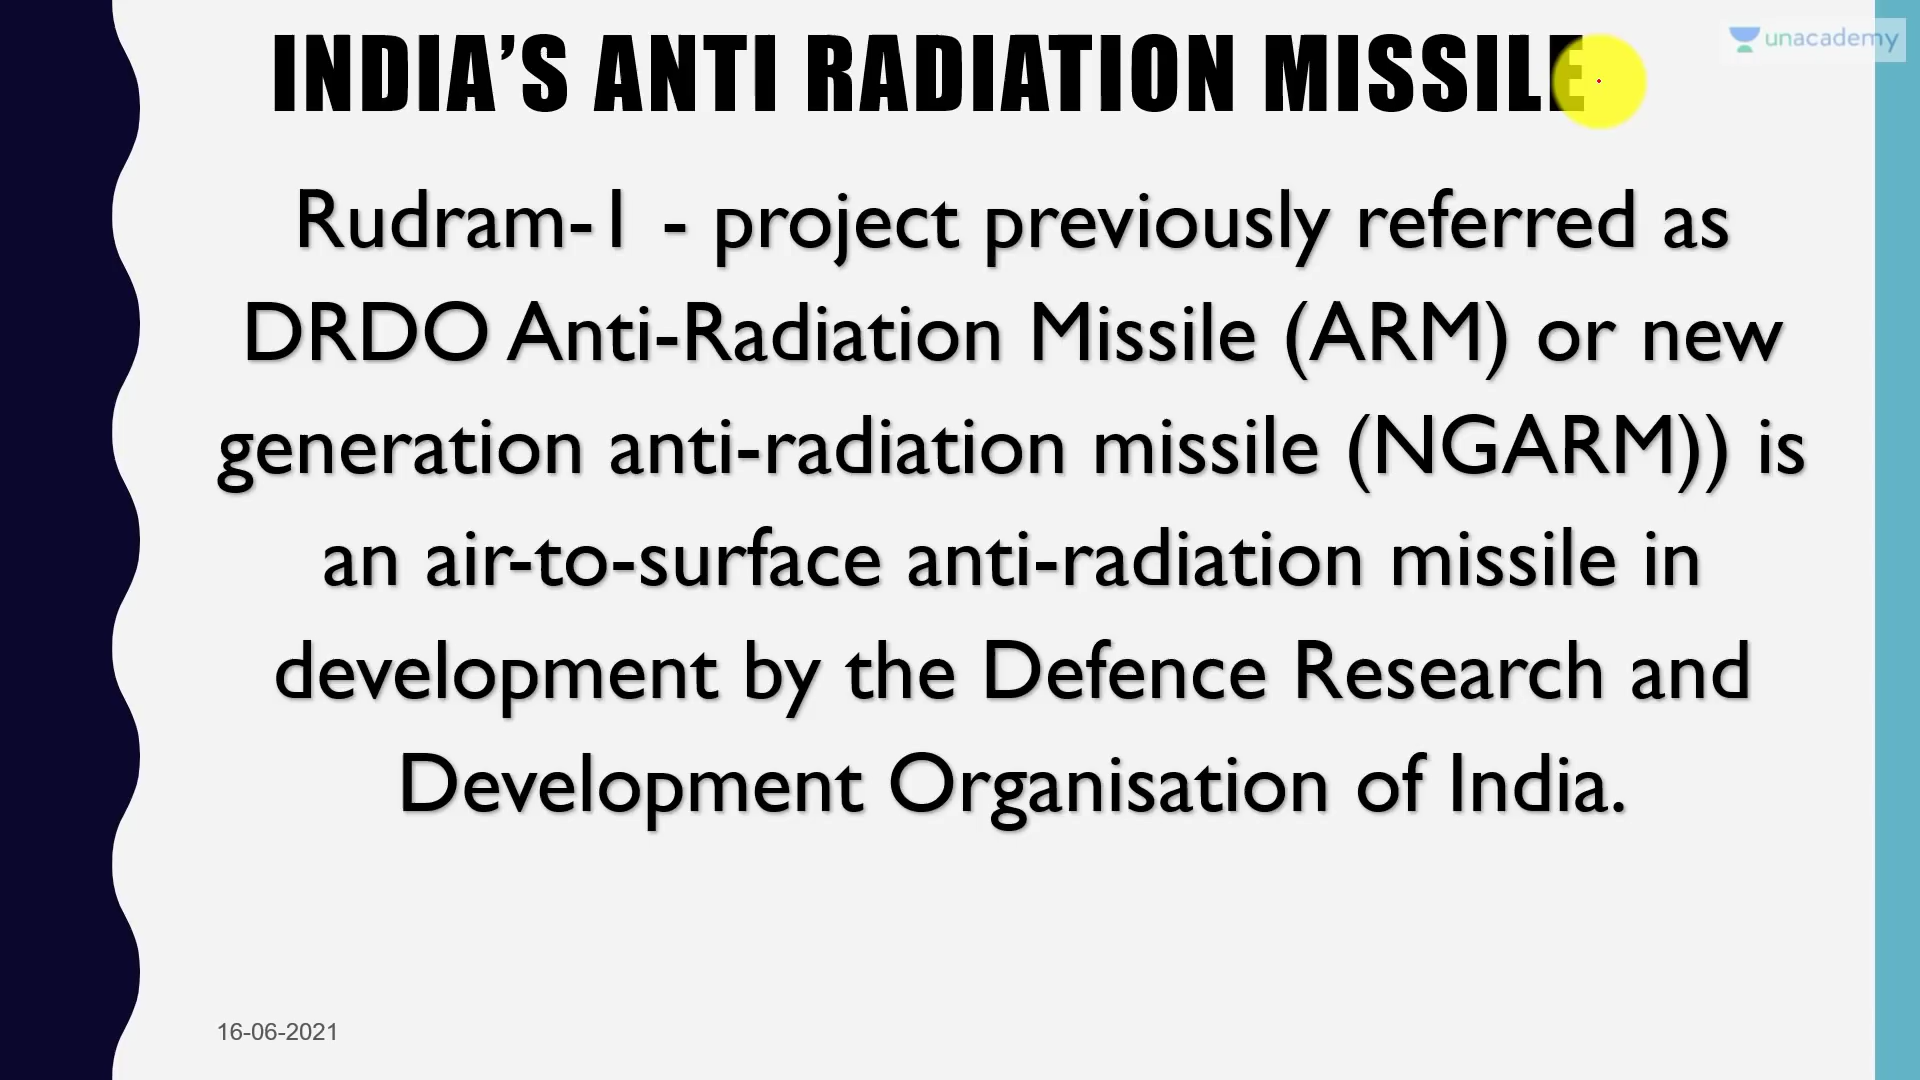 INDIA’S ANTI RADIATION MISSILE
unacademy
Rudram-1 - project previously referred as
DRDO Anti-Radiation Missile (ARM) or new
generation anti-radiation missile (NGARM)) is
an air-to-surface anti-radiation missile in
development by the Defence Research and
Development Organisation of India.
16-06-2021